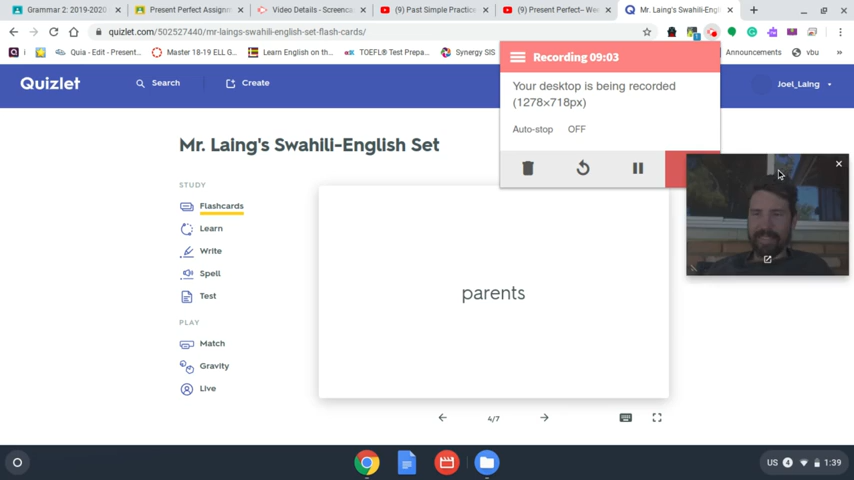 Grammar 2: 2019-2020
Present Perfect Assignm
Video Details - Screenca
(9) Past Simple Practice
(9) Present Perfect– Wee
Mr. Laing's Swahili-Engli
quizlet.com/502527440/mr-laings-swahili-english-set-flash-cards/
Quia - Edit - Present...
Master 18-19 ELL G...
Learn English on th...
TOEFL® Test Prepa...
Synergy SIS
Announcements
vbu
»
Recording 09:03
Your desktop is being recorded
(1278×718px)
Auto-stop OFF
Quizlet
Search
Create
Joel_Laing
Mr. Laing's Swahili-English Set
STUDY
Flashcards
Learn
Write
Spell
Test
PLAY
Match
Gravity
Live
parents
4/7
US 4 1:39